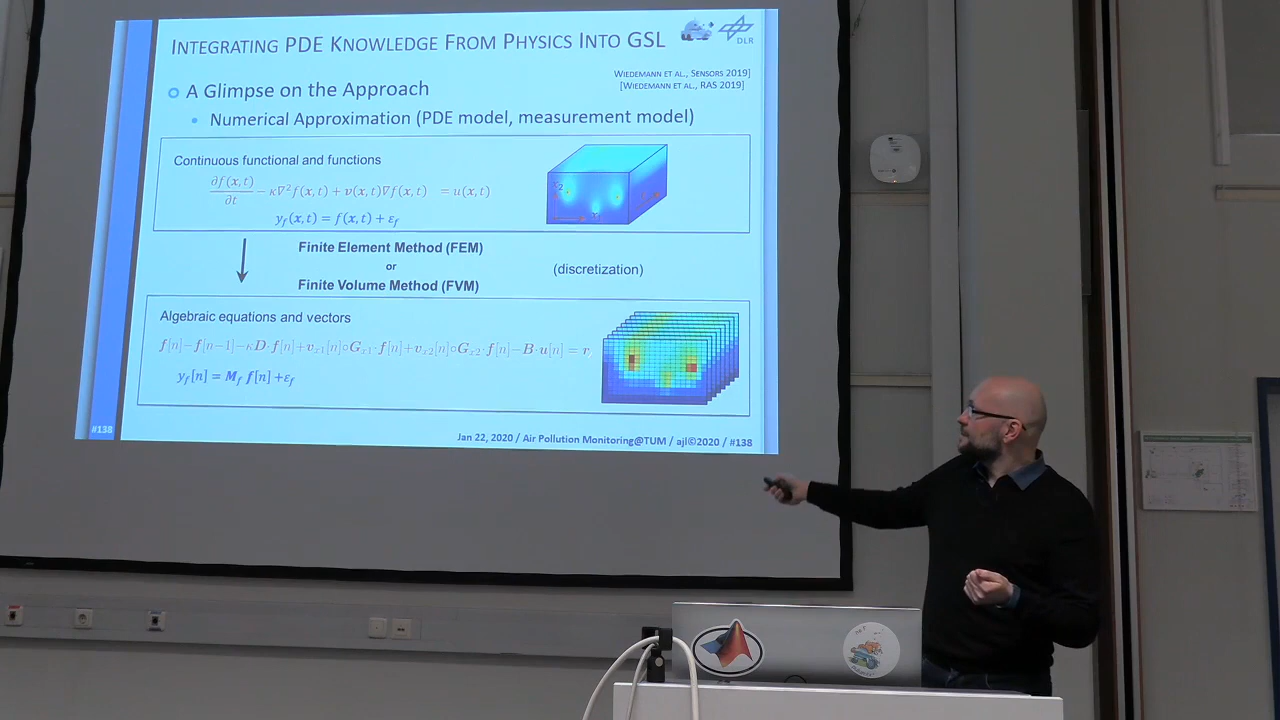 INTEGRATING PDE KNOWLEDGE FROM PHYSICS INTO GSL
DLR
WIEDEMANN ET AL., SENSORS 2019]
[WIEDEMANN ET AL., RAS 2019]
A Glimpse on the Approach
Numerical Approximation (PDE model, measurement model)
Continuous functional and functions
∂f(x,t)/∂t − κ∇²f(x,t) + v(x,t)∇f(x,t) = u(x,t)
y_f(x,t) = f(x,t) + ε_f
Finite Element Method (FEM)
or
Finite Volume Method (FVM)
(discretization)
Algebraic equations and vectors
f[n]−f[n−1]−κD·f[n]+v_x1[n]∘G_x1·f[n]+v_x2[n]∘G_x2·f[n]−B·u[n] = r
y_f[n] = M_f f[n]+ε_f
#138
Jan 22, 2020 / Air Pollution Monitoring@TUM / ajl©2020 / #138